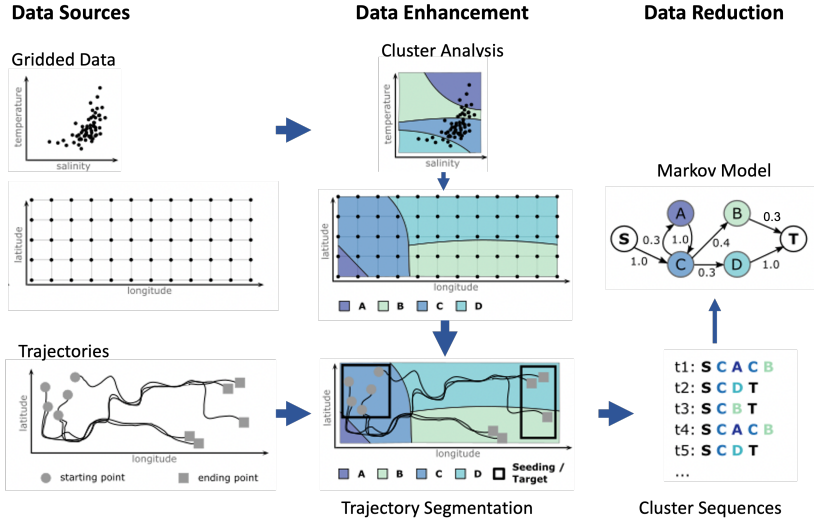 Data Sources
Data Enhancement
Data Reduction
Gridded Data
temperature
salinity
Cluster Analysis
temperature
salinity
latitude
longitude
latitude
longitude
A B C D
Markov Model
S
A
B
C
D
T
0.3
1.0
1.0
0.4
0.3
0.3
1.0
Trajectories
latitude
longitude
starting point
ending point
latitude
longitude
A B C D Seeding /
Target
Trajectory Segmentation
t1: S C A C B
t2: S C D T
t3: S C B T
t4: S C A C B
t5: S C D T
...
Cluster Sequences